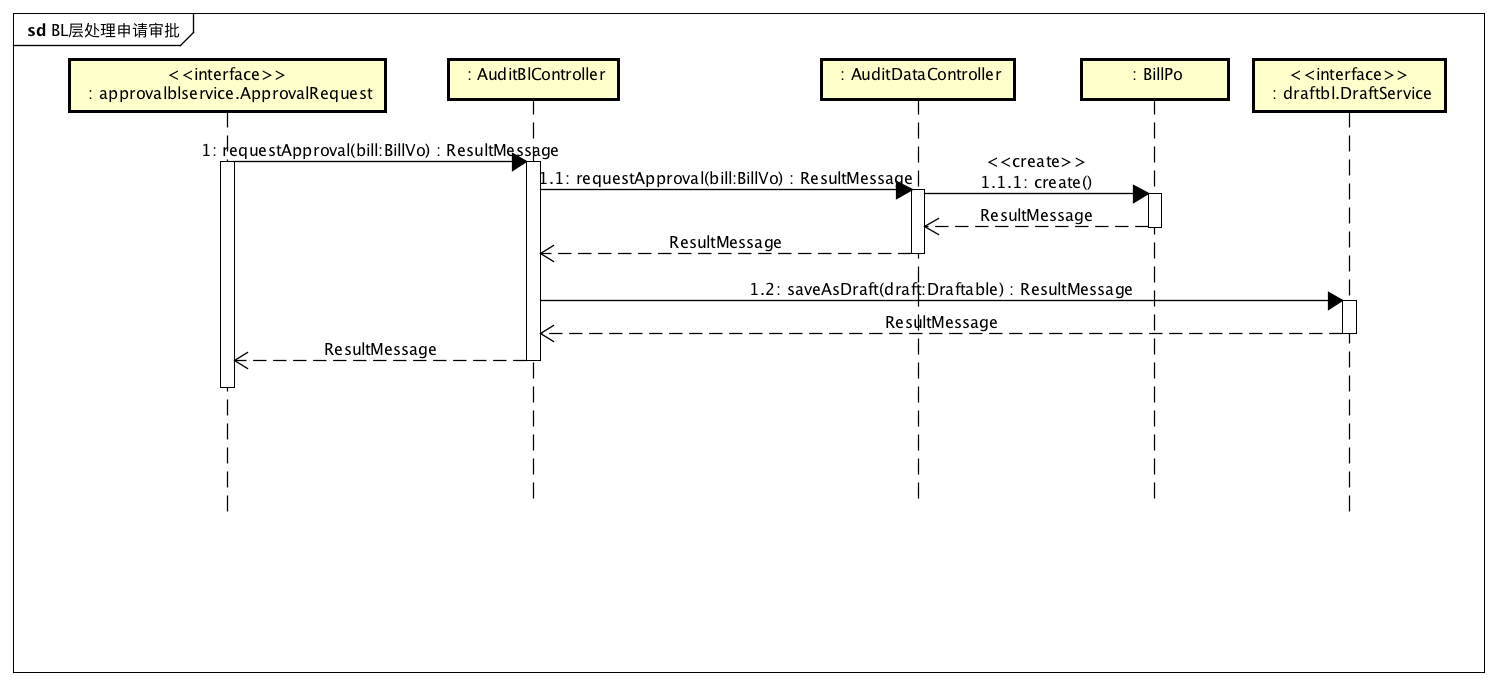 sd BL层处理申请审批
<<interface>>
: approvalblservice.ApprovalRequest
: AuditBlController
: AuditDataController
: BillPo
<<interface>>
: draftbl.DraftService
1: requestApproval(bill:BillVo) : ResultMessage
1.1: requestApproval(bill:BillVo) : ResultMessage
<<create>>
1.1.1: create()
ResultMessage
ResultMessage
1.2: saveAsDraft(draft:Draftable) : ResultMessage
ResultMessage
ResultMessage